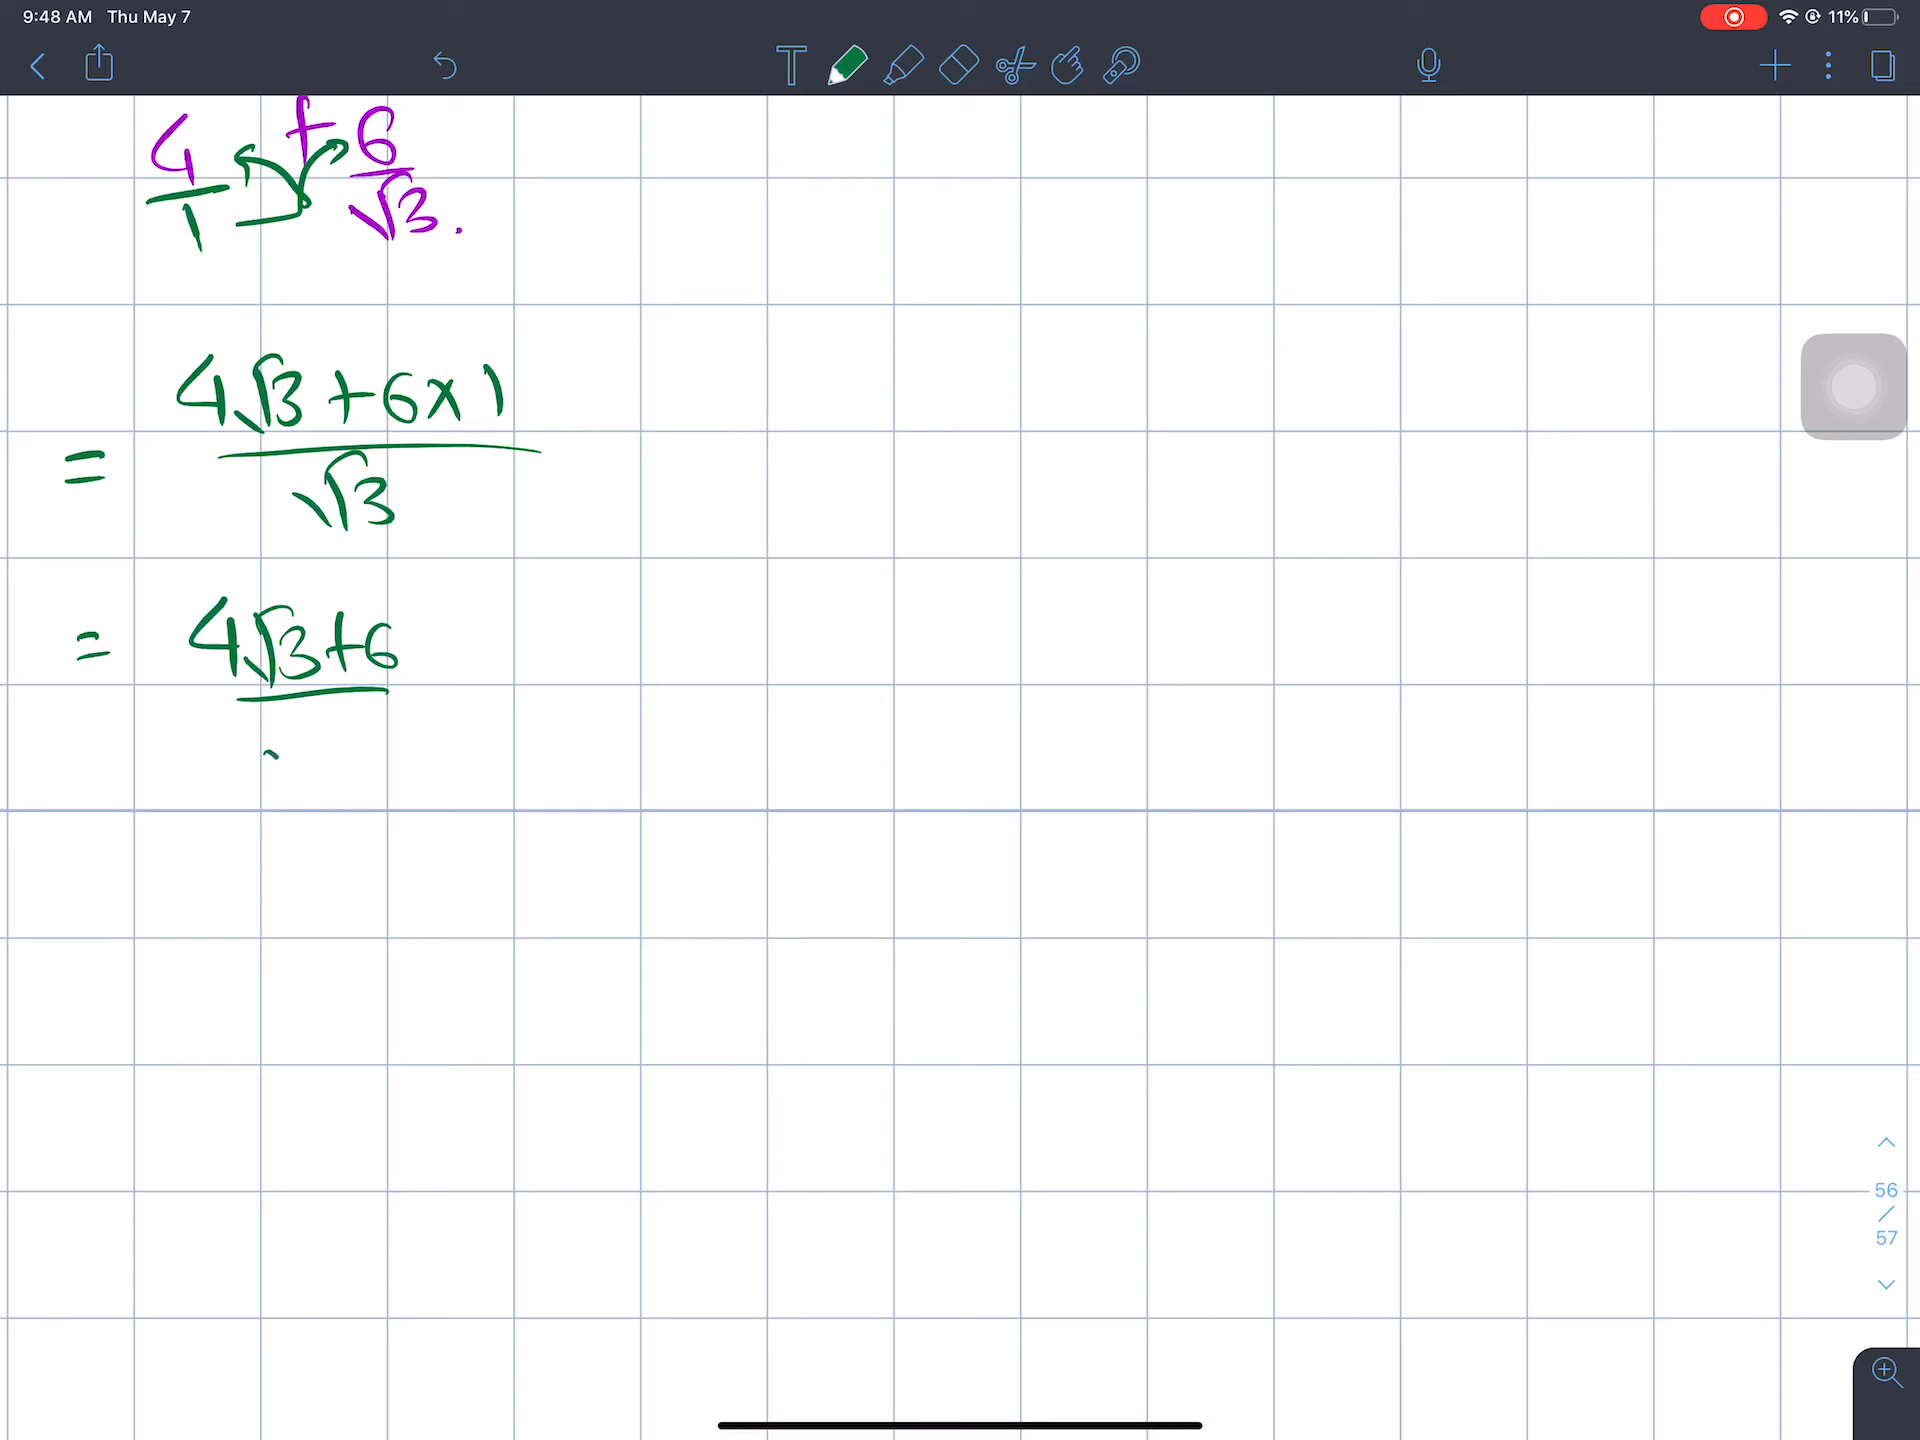 9:48 AM Thu May 7 11%
T
4/1 + 6/√3.
= (4√3 + 6 × 1)/√3
= 4√3 + 6
56
/
57